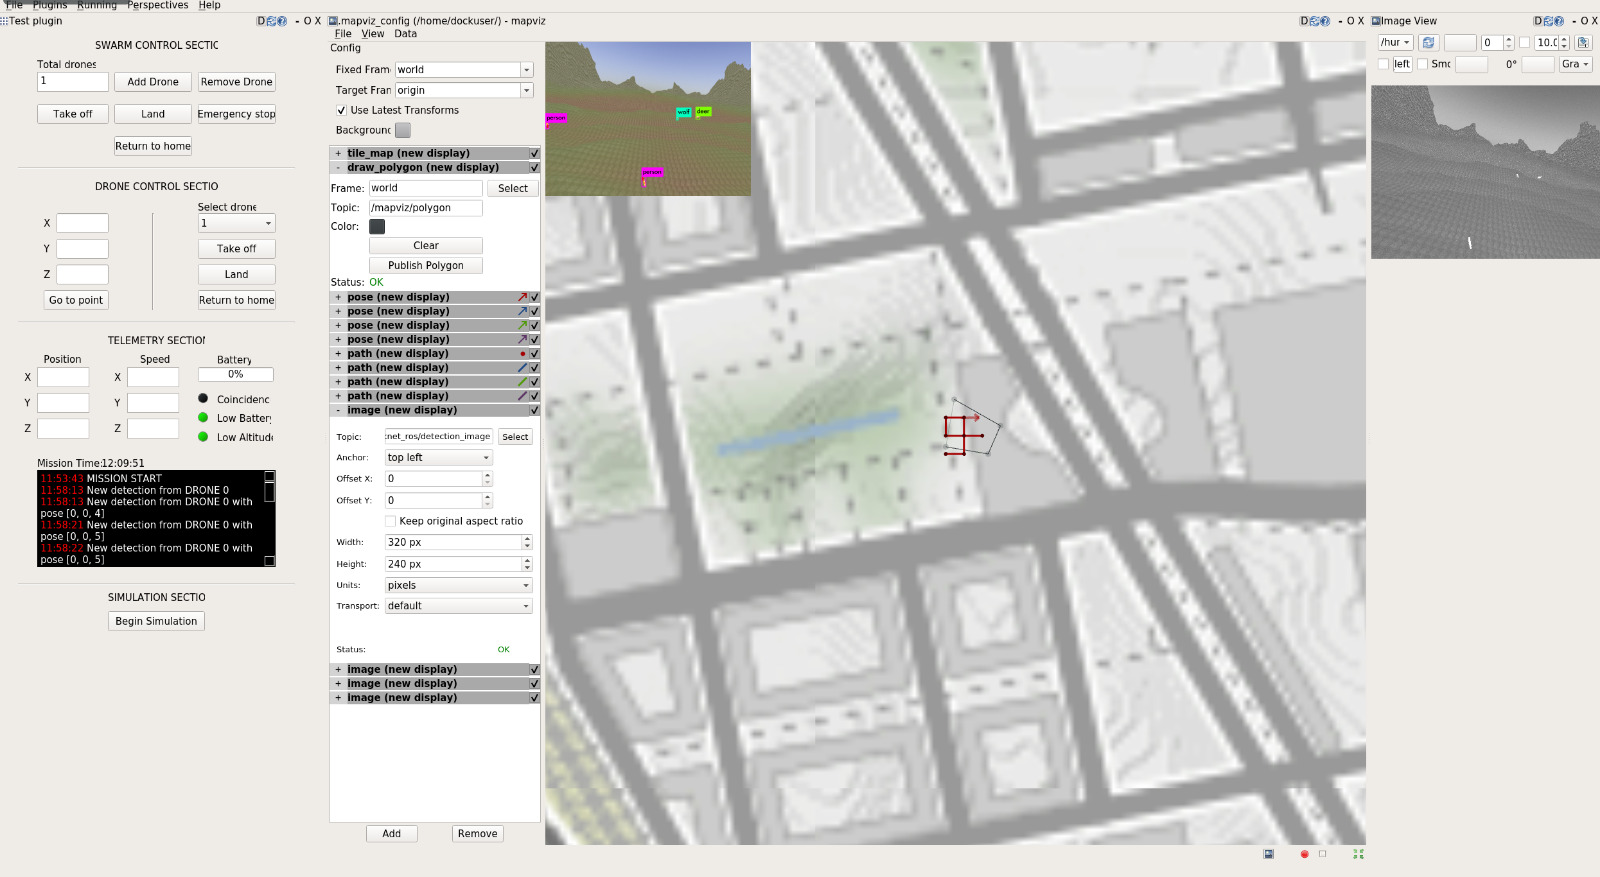 File Plugins Running Perspectives Help
Test plugin
D - O X
SWARM CONTROL SECTIC
Total drones
1
Add Drone
Remove Drone
Take off
Land
Emergency stop
Return to home
DRONE CONTROL SECTIO
Select drone
X
1
Y
Take off
Z
Land
Go to point
Return to home
TELEMETRY SECTION
Position
Speed
Battery
0%
X
X
Coincidenc
Y
Y
Low Battery
Z
Z
Low Altitude
Mission Time:12:09:51
11:53:43 MISSION START
11:58:13 New detection from DRONE 0
11:58:13 New detection from DRONE 0 with
pose [0, 0, 4]
11:58:21 New detection from DRONE 0 with
pose [0, 0, 5]
11:58:22 New detection from DRONE 0 with
pose [0, 0, 5]
SIMULATION SECTIO
Begin Simulation
.mapviz_config (/home/dockuser/) - mapviz
D - O X
File View Data
Config
Fixed Fram world
Target Fran origin
Use Latest Transforms
Background
+ tile_map (new display)
- draw_polygon (new display)
Frame: world Select
Topic: /mapviz/polygon
Color:
Clear
Publish Polygon
Status: OK
+ pose (new display)
+ pose (new display)
+ pose (new display)
+ pose (new display)
+ path (new display)
+ path (new display)
+ path (new display)
+ path (new display)
- image (new display)
Topic: :net_ros/detection_image Select
Anchor: top left
Offset X: 0
Offset Y: 0
Keep original aspect ratio
Width: 320 px
Height: 240 px
Units: pixels
Transport: default
Status: OK
+ image (new display)
+ image (new display)
+ image (new display)
Add
Remove
person
wolf
deer
person
Image View
D - O X
/hur
0
10.0
left
Smc
0°
Gra